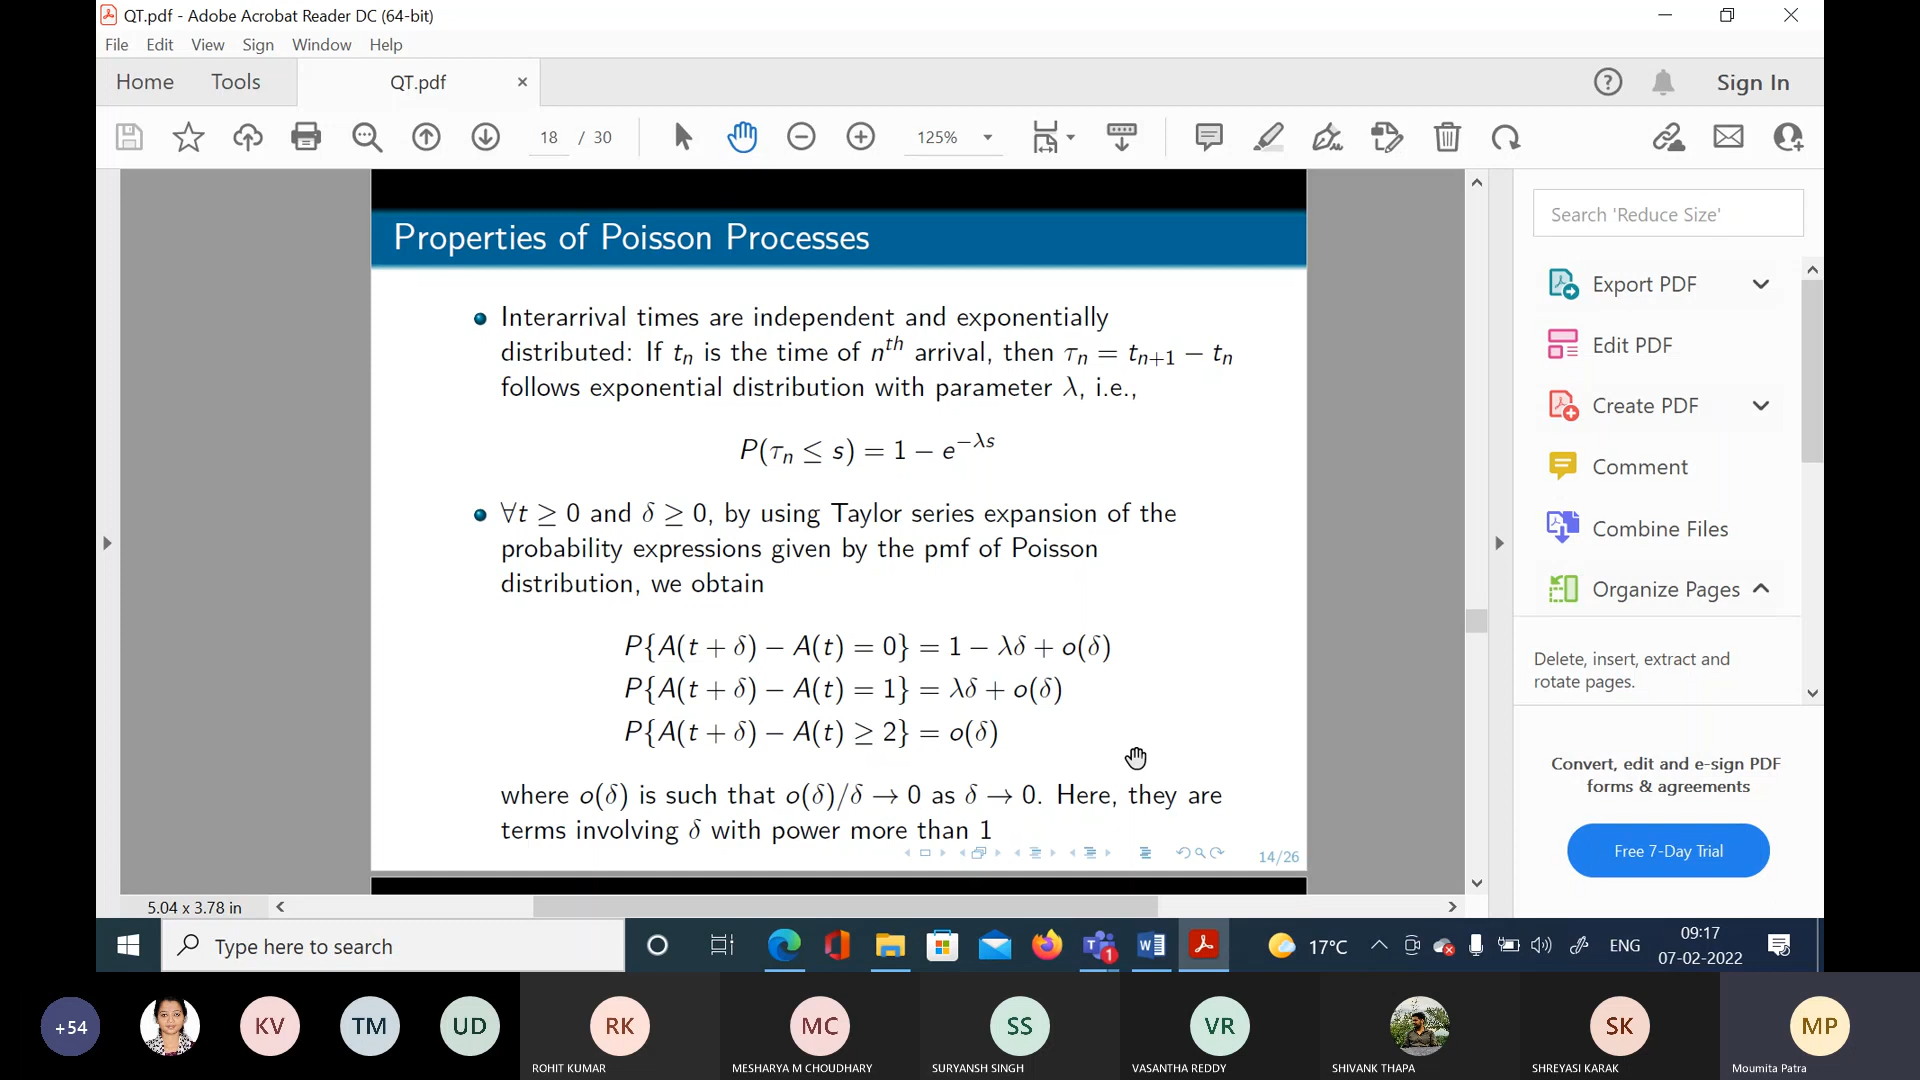 QT.pdf - Adobe Acrobat Reader DC (64-bit)
File Edit View Sign Window Help
Home Tools QT.pdf × Sign In
18 / 30 125%
Properties of Poisson Processes
Interarrival times are independent and exponentially
distributed: If tₙ is the time of nᵗʰ arrival, then τₙ = tₙ₊₁ − tₙ
follows exponential distribution with parameter λ, i.e.,
P(τₙ ≤ s) = 1 − e^{−λs}
∀t ≥ 0 and δ ≥ 0, by using Taylor series expansion of the
probability expressions given by the pmf of Poisson
distribution, we obtain
P{A(t + δ) − A(t) = 0} = 1 − λδ + o(δ)
P{A(t + δ) − A(t) = 1} = λδ + o(δ)
P{A(t + δ) − A(t) ≥ 2} = o(δ)
where o(δ) is such that o(δ)/δ → 0 as δ → 0. Here, they are
terms involving δ with power more than 1
14/26
5.04 x 3.78 in
Search 'Reduce Size'
Export PDF
Edit PDF
Create PDF
Comment
Combine Files
Organize Pages
Delete, insert, extract and
rotate pages.
Convert, edit and e-sign PDF
forms & agreements
Free 7-Day Trial
Type here to search
1
17°C
ENG
09:17
07-02-2022
+54 KV TM UD RK MC SS VR SK MP
ROHIT KUMAR MESHARYA M CHOUDHARY SURYANSH SINGH VASANTHA REDDY SHIVANK THAPA SHREYASI KARAK Moumita Patra